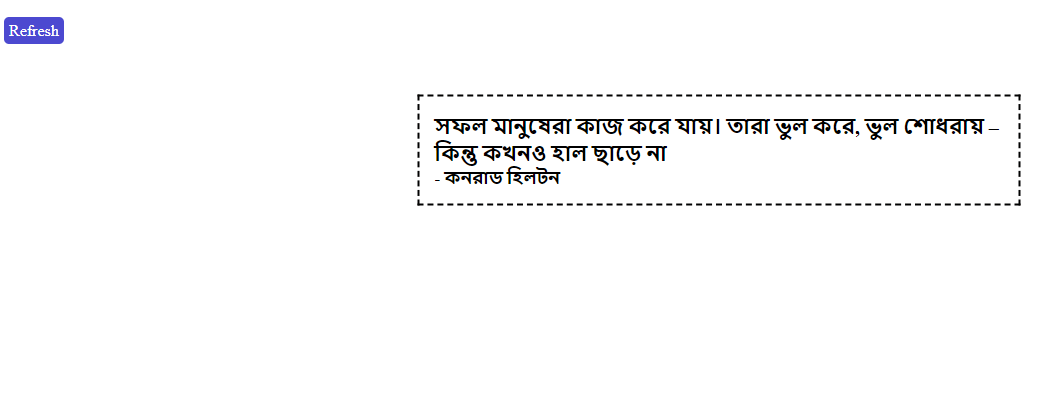 Refresh
সফল মানুষেরা কাজ করে যায়। তারা ভুল করে, ভুল শোধরায় –
কিন্তু কখনও হাল ছাড়ে না
- কনরাড হিলটন